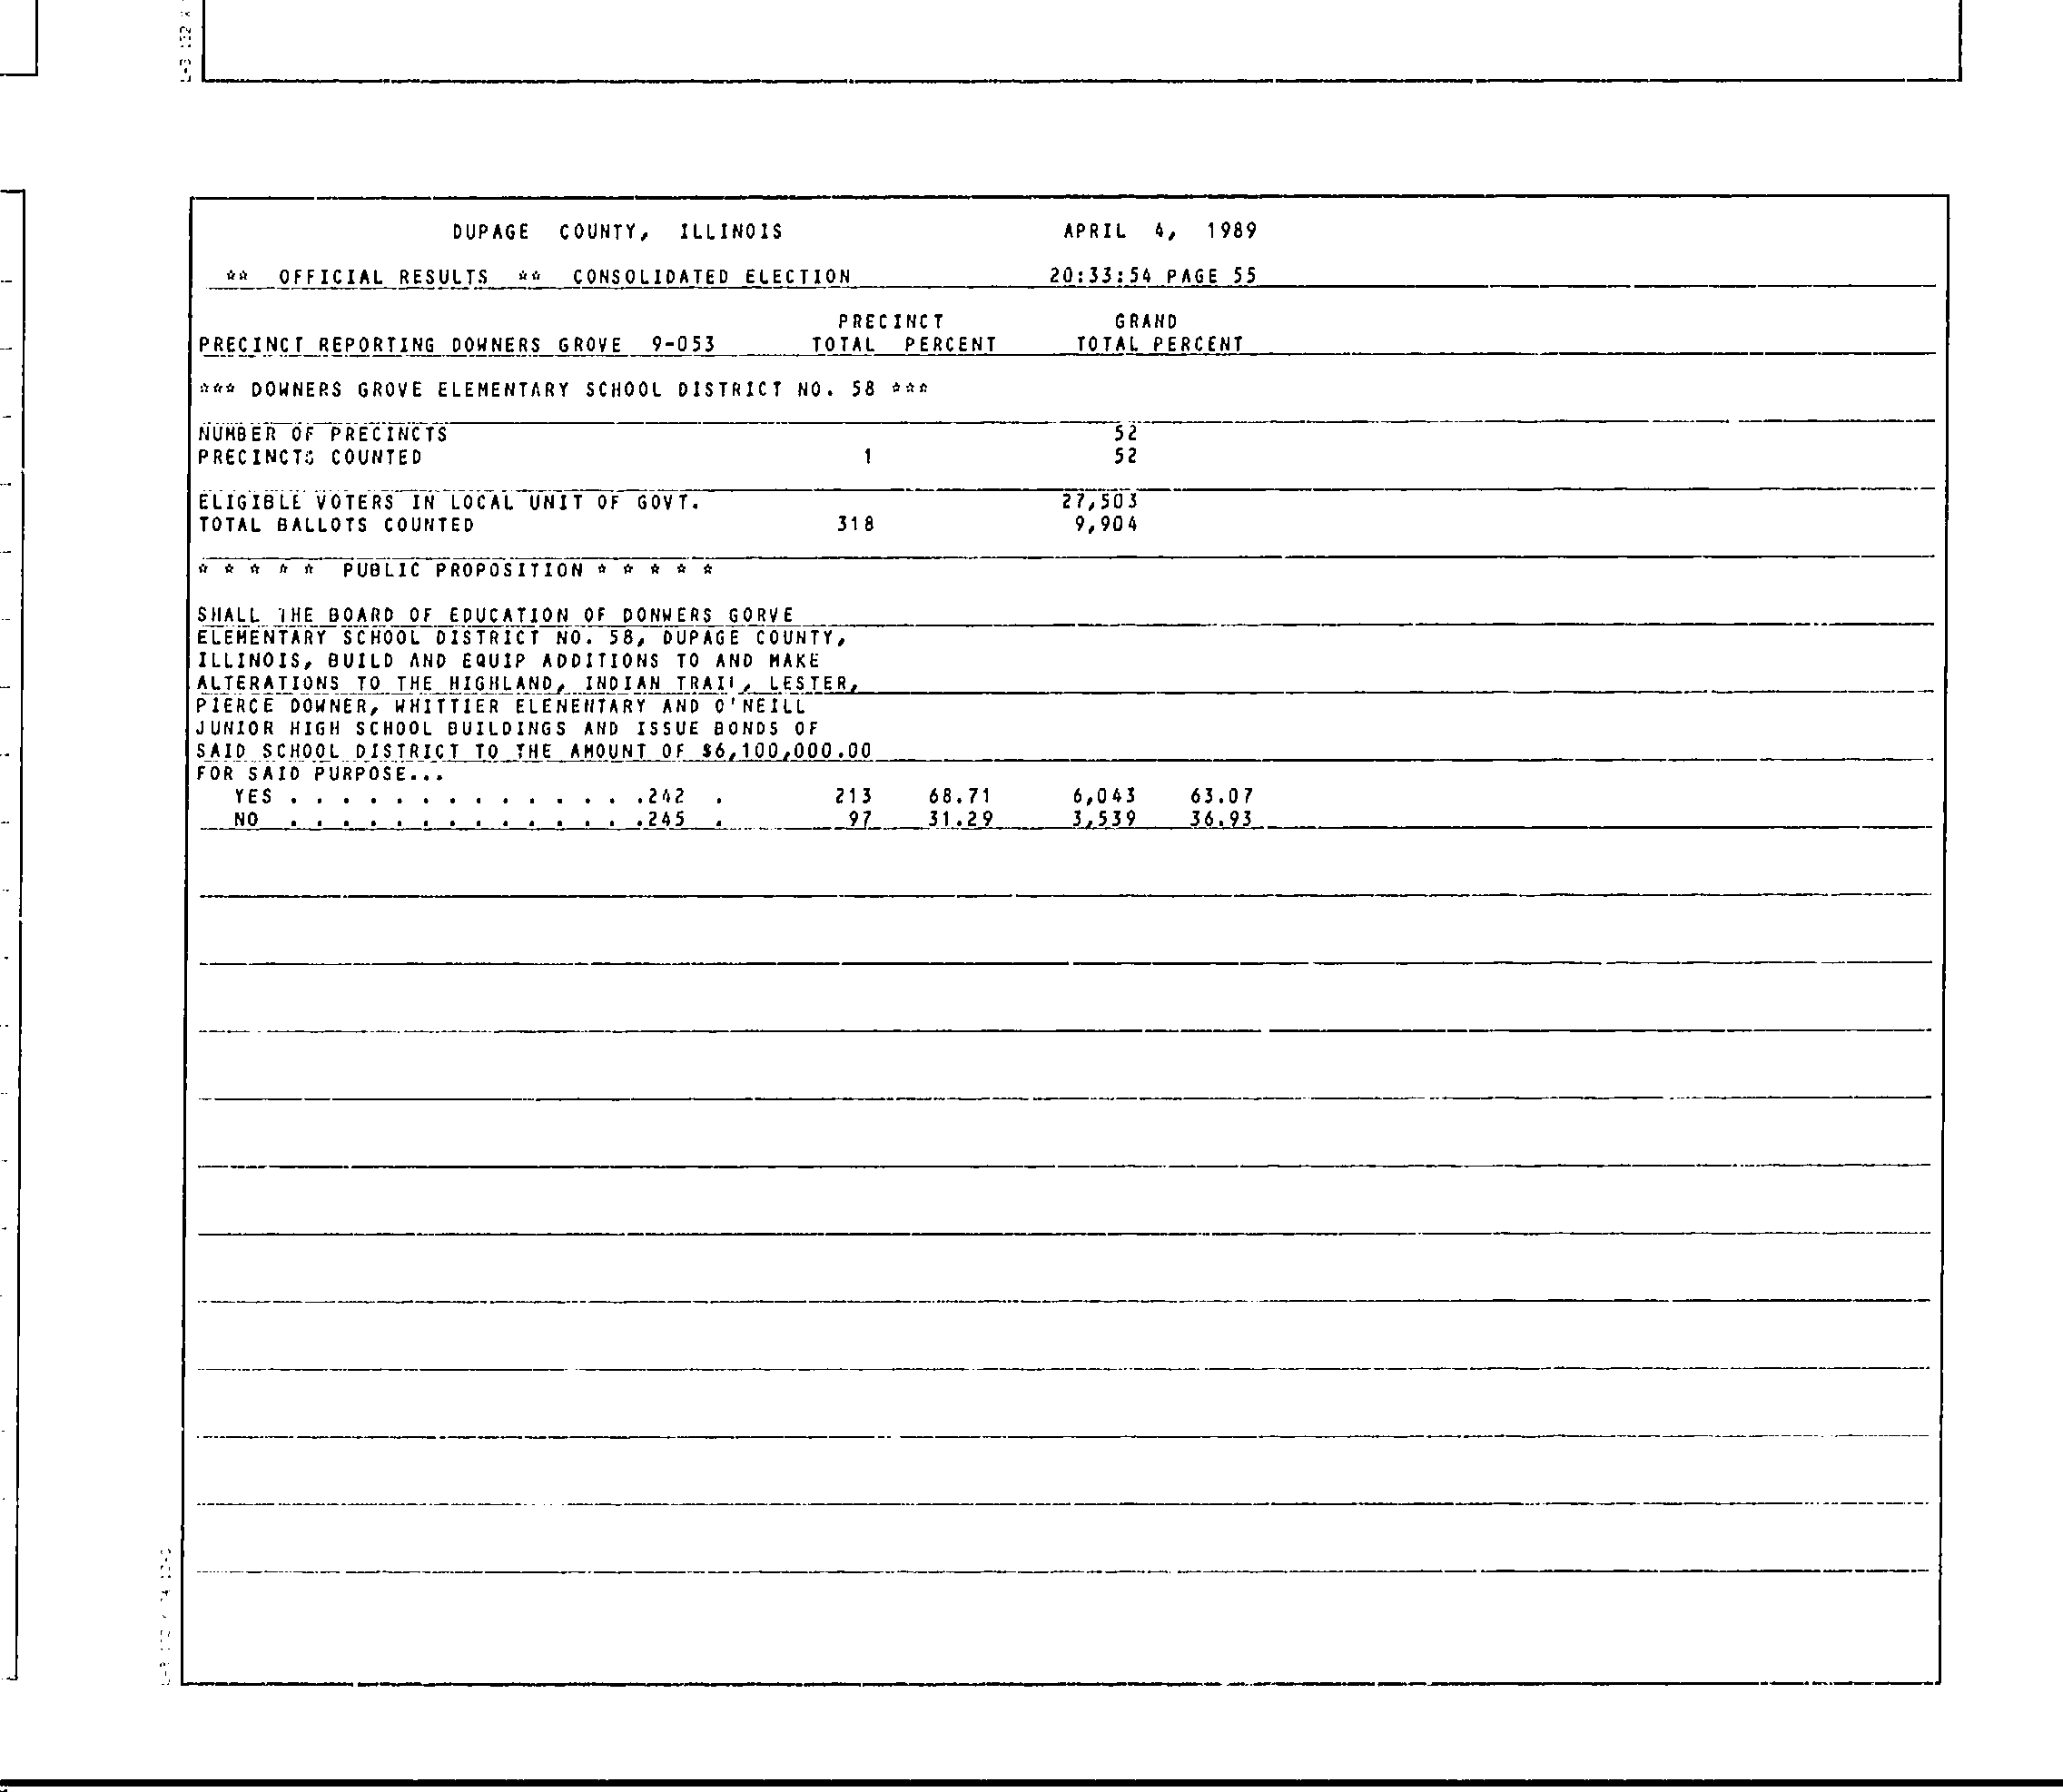 DUPAGE COUNTY, ILLINOIS APRIL 4, 1989
** OFFICIAL RESULTS ** CONSOLIDATED ELECTION 20:33:54 PAGE 55
PRECINCT GRAND
PRECINCT REPORTING DOWNERS GROVE 9-053 TOTAL PERCENT TOTAL PERCENT
*** DOWNERS GROVE ELEMENTARY SCHOOL DISTRICT NO. 58 ***
NUMBER OF PRECINCTS 52
PRECINCTS COUNTED 1 52
ELIGIBLE VOTERS IN LOCAL UNIT OF GOVT. 27,503
TOTAL BALLOTS COUNTED 318 9,904
* * * * * PUBLIC PROPOSITION * * * * *
SHALL THE BOARD OF EDUCATION OF DONWERS GORVE
ELEMENTARY SCHOOL DISTRICT NO. 58, DUPAGE COUNTY,
ILLINOIS, BUILD AND EQUIP ADDITIONS TO AND MAKE
ALTERATIONS TO THE HIGHLAND, INDIAN TRAIL, LESTER,
PIERCE DOWNER, WHITTIER ELEMENTARY AND O'NEILL
JUNIOR HIGH SCHOOL BUILDINGS AND ISSUE BONDS OF
SAID SCHOOL DISTRICT TO THE AMOUNT OF $6,100,000.00
FOR SAID PURPOSE...
YES . . . . . . . . . . . . . .242 . 213 68.71 6,043 63.07
NO . . . . . . . . . . . . . .245 . 97 31.29 3,539 36.93